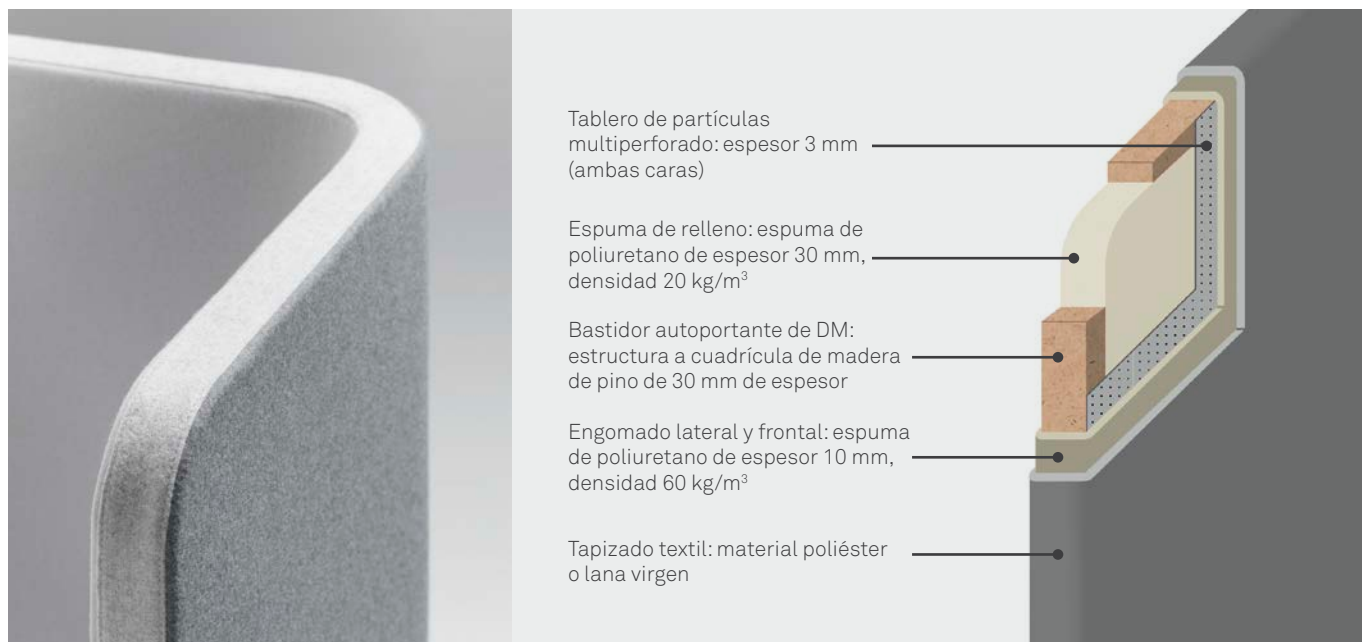 Tablero de partículas
multiperforado: espesor 3 mm
(ambas caras)
Espuma de relleno: espuma de
poliuretano de espesor 30 mm,
densidad 20 kg/m³
Bastidor autoportante de DM:
estructura a cuadrícula de madera
de pino de 30 mm de espesor
Engomado lateral y frontal: espuma
de poliuretano de espesor 10 mm,
densidad 60 kg/m³
Tapizado textil: material poliéster
o lana virgen